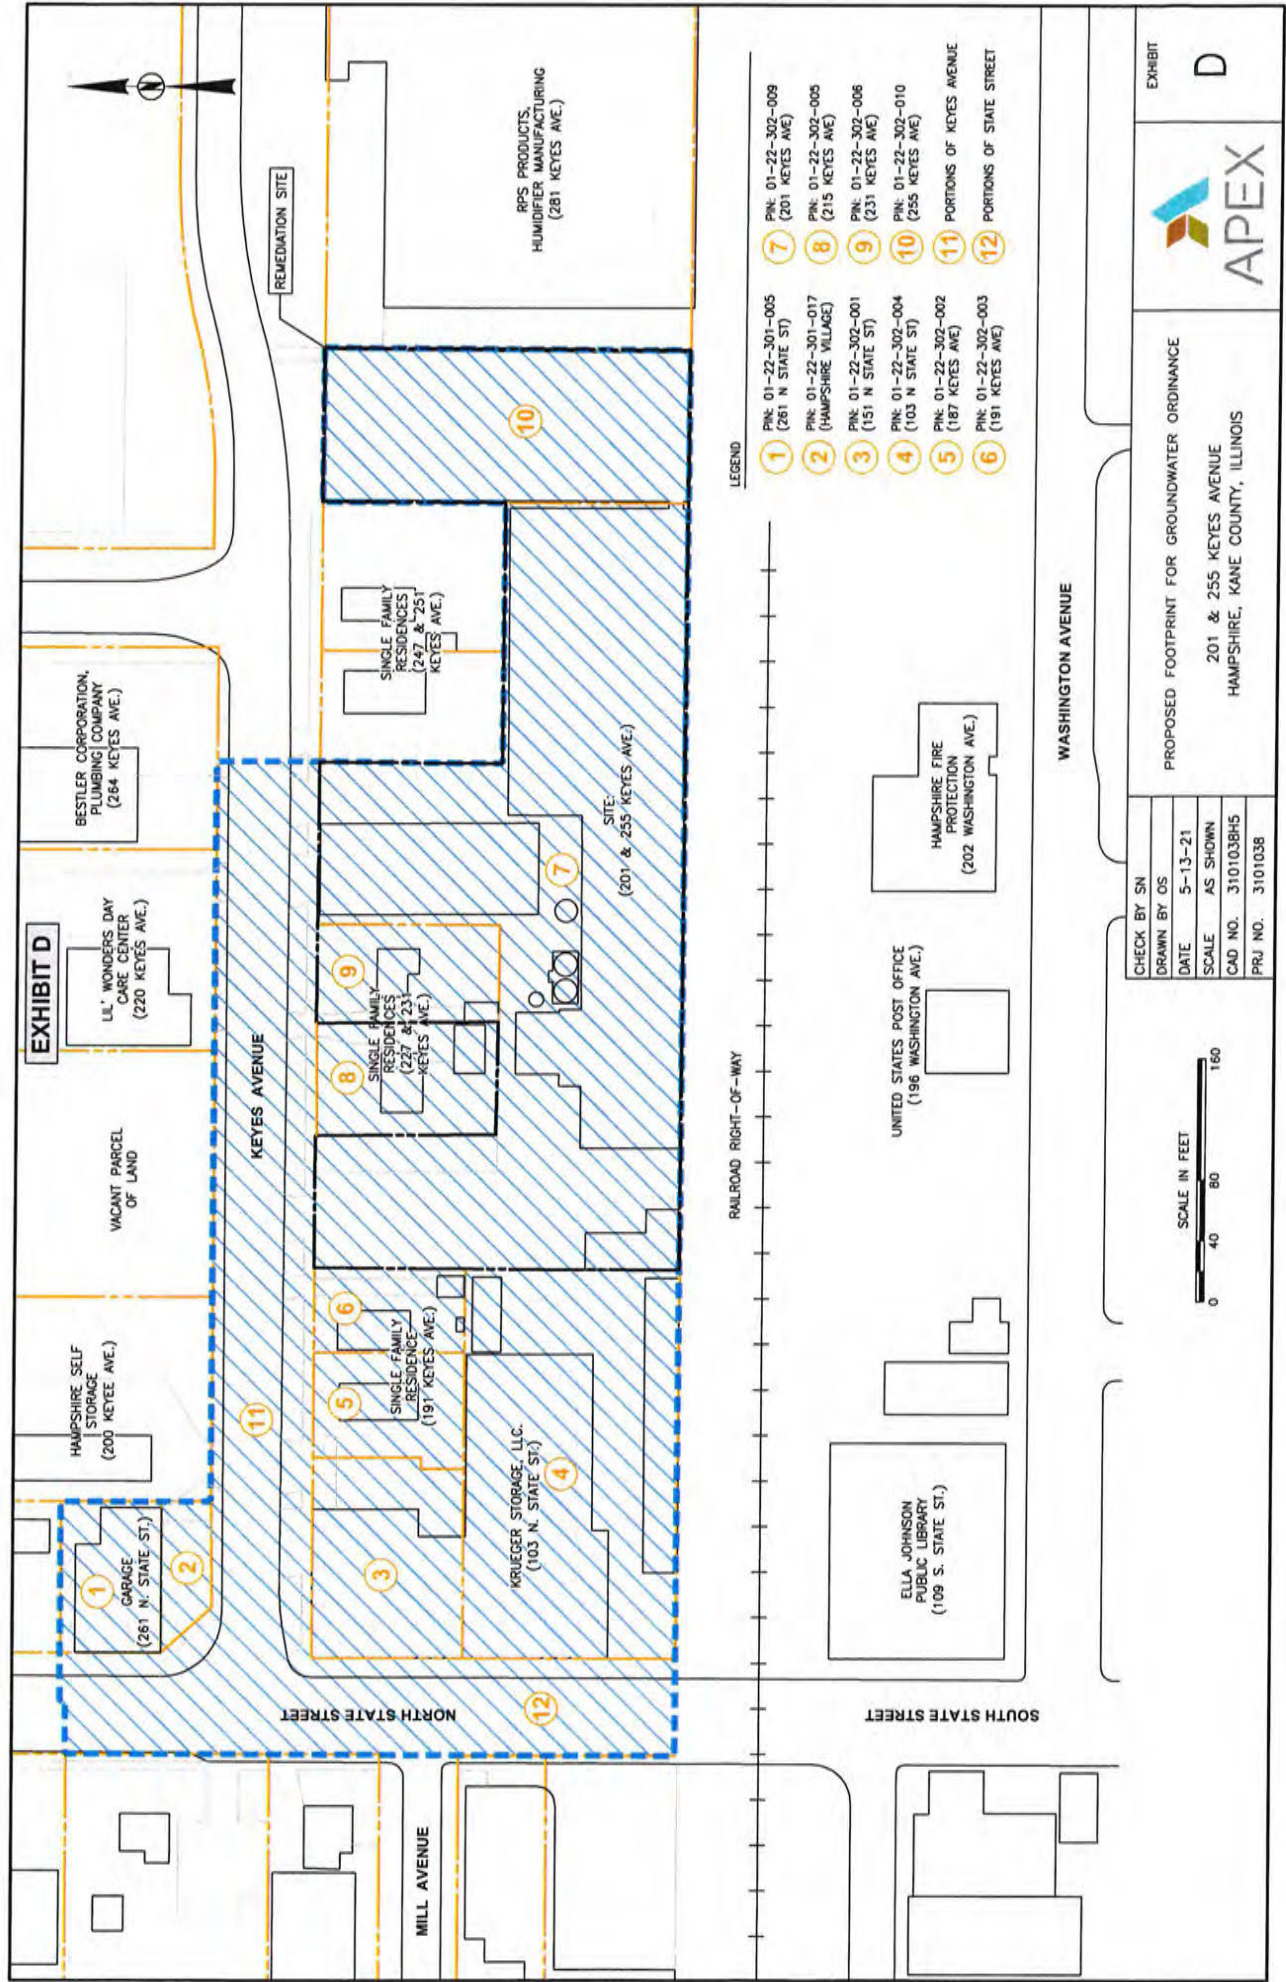 EXHIBIT D
HAMPSHIRE SELF
STORAGE
(200 KEYEE AVE.)
VACANT PARCEL
OF LAND
LIL' WONDERS DAY
CARE CENTER
(220 KEYES AVE.)
BESTLER CORPORATION,
PLUMBING COMPANY
(264 KEYES AVE.)
N
1
GARAGE
(261 N. STATE ST.)
2
11
KEYES AVENUE
REMEDIATION SITE
NORTH STATE STREET
MILL AVENUE
3
5
6
SINGLE FAMILY
RESIDENCE
(191 KEYES AVE.)
8
9
SINGLE FAMILY
RESIDENCES
(227 & 231
KEYES AVE.)
SINGLE FAMILY
RESIDENCES
(247 & 251
KEYES AVE.)
10
RPS PRODUCTS,
HUMIDIFIER MANUFACTURING
(281 KEYES AVE.)
12
KRUEGER STORAGE, LLC.
(103 N. STATE ST.)
4
7
SITE:
(201 & 255 KEYES AVE.)
RAILROAD RIGHT-OF-WAY
SOUTH STATE STREET
ELLA JOHNSON
PUBLIC LIBRARY
(109 S. STATE ST.)
UNITED STATES POST OFFICE
(196 WASHINGTON AVE.)
HAMPSHIRE FIRE
PROTECTION
(202 WASHINGTON AVE.)
WASHINGTON AVENUE
LEGEND
1 PIN: 01-22-301-005
(261 N STATE ST)
2 PIN: 01-22-301-017
(HAMPSHIRE VILLAGE)
3 PIN: 01-22-302-001
(151 N STATE ST)
4 PIN: 01-22-302-004
(103 N STATE ST)
5 PIN: 01-22-302-002
(187 KEYES AVE)
6 PIN: 01-22-302-003
(191 KEYES AVE)
7 PIN: 01-22-302-009
(201 KEYES AVE)
8 PIN: 01-22-302-005
(215 KEYES AVE)
9 PIN: 01-22-302-006
(231 KEYES AVE)
10 PIN: 01-22-302-010
(255 KEYES AVE)
11 PORTIONS OF KEYES AVENUE
12 PORTIONS OF STATE STREET
SCALE IN FEET
0 40 80 160
CHECK BY SN
DRAWN BY OS
DATE 5-13-21
SCALE AS SHOWN
CAD NO. 3101038H5
PRJ NO. 3101038
PROPOSED FOOTPRINT FOR GROUNDWATER ORDINANCE
201 & 255 KEYES AVENUE
HAMPSHIRE, KANE COUNTY, ILLINOIS
APEX
EXHIBIT
D